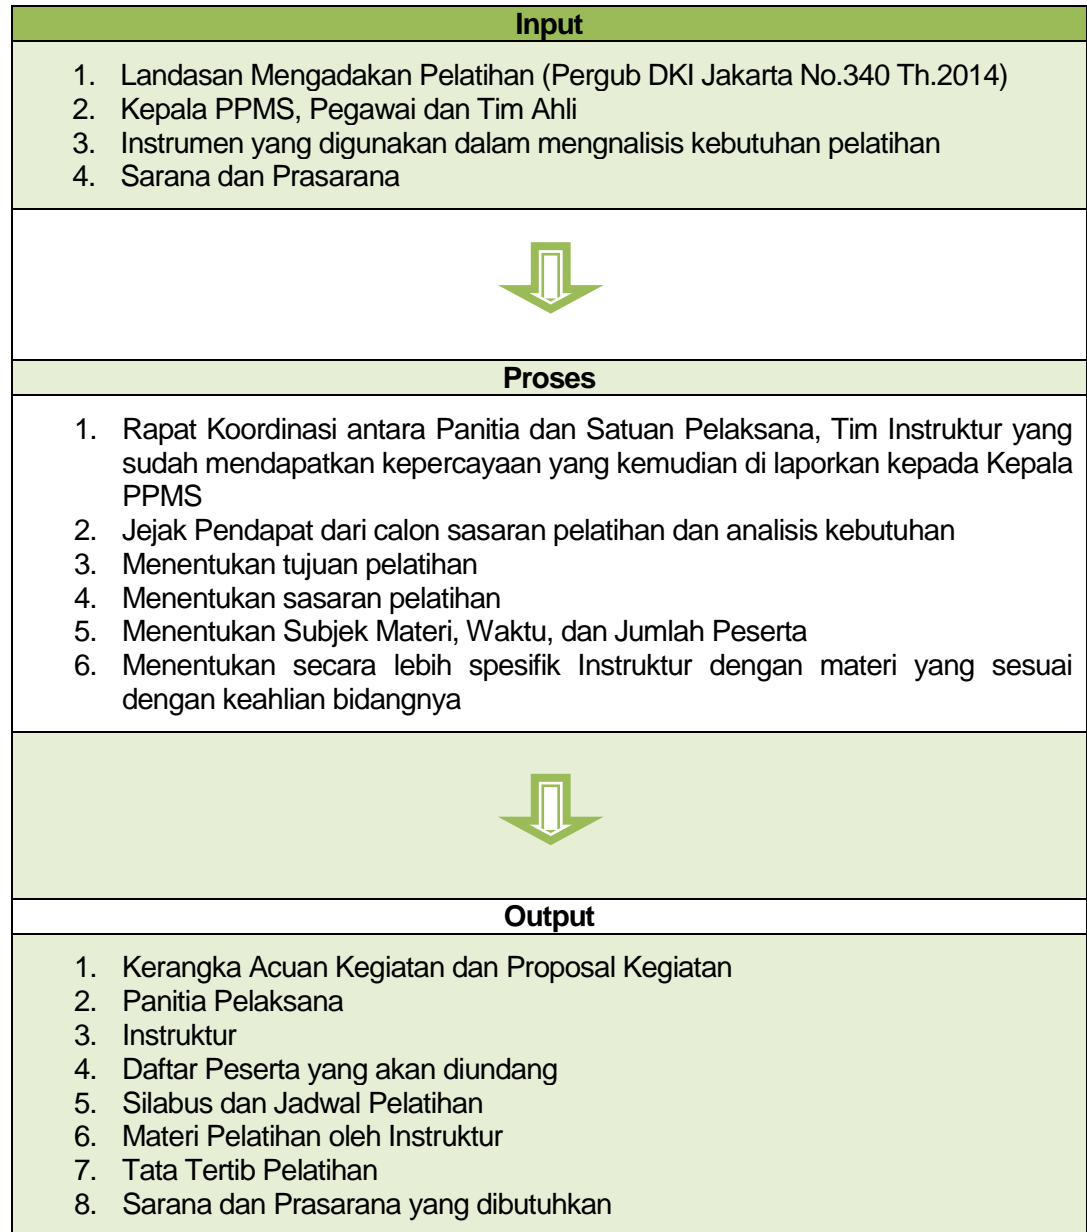 Input
1. Landasan Mengadakan Pelatihan (Pergub DKI Jakarta No.340 Th.2014)
2. Kepala PPMS, Pegawai dan Tim Ahli
3. Instrumen yang digunakan dalam mengnalisis kebutuhan pelatihan
4. Sarana dan Prasarana
Proses
1. Rapat Koordinasi antara Panitia dan Satuan Pelaksana, Tim Instruktur yang
sudah mendapatkan kepercayaan yang kemudian di laporkan kepada Kepala
PPMS
2. Jejak Pendapat dari calon sasaran pelatihan dan analisis kebutuhan
3. Menentukan tujuan pelatihan
4. Menentukan sasaran pelatihan
5. Menentukan Subjek Materi, Waktu, dan Jumlah Peserta
6. Menentukan secara lebih spesifik Instruktur dengan materi yang sesuai
dengan keahlian bidangnya
Output
1. Kerangka Acuan Kegiatan dan Proposal Kegiatan
2. Panitia Pelaksana
3. Instruktur
4. Daftar Peserta yang akan diundang
5. Silabus dan Jadwal Pelatihan
6. Materi Pelatihan oleh Instruktur
7. Tata Tertib Pelatihan
8. Sarana dan Prasarana yang dibutuhkan